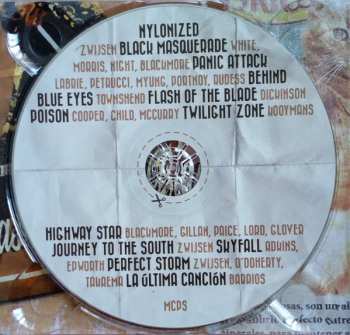 NYLONIZED
ZWIJSEN BLACK MASQUERADE WHITE,
MORRIS, NIGHT, BLACKMORE PANIC ATTACK
LABRIE, PETRUCCI, MYUNG, PORTNOY, RUDESS BEHIND
BLUE EYES TOWNSHEND FLASH OF THE BLADE DICKINSON
POISON COOPER, CHILD, MCCURRY TWILIGHT ZONE KOOYMANS
HIGHWAY STAR BLACKMORE, GILLAN, PAICE, LORD, GLOVER
JOURNEY TO THE SOUTH ZWIJSEN SKYFALL ADKINS,
EPWORTH PERFECT STORM ZWIJSEN, O'DOHERTY,
TAUREMA LA ÚLTIMA CANCIÓN BARRIOS
MCPS